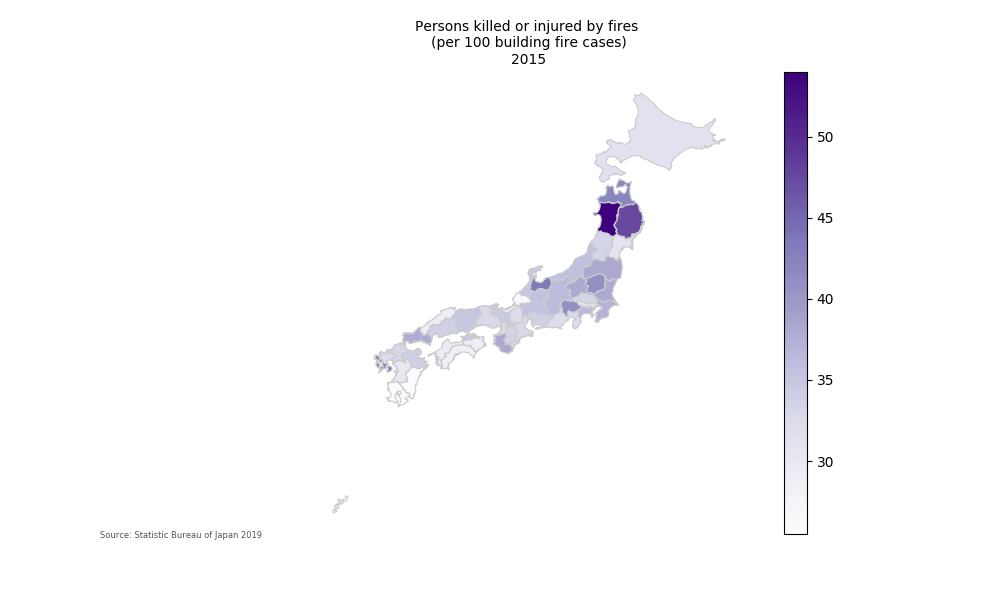 Persons killed or injured by fires
(per 100 building fire cases)
2015
50
45
40
35
30
Source: Statistic Bureau of Japan 2019